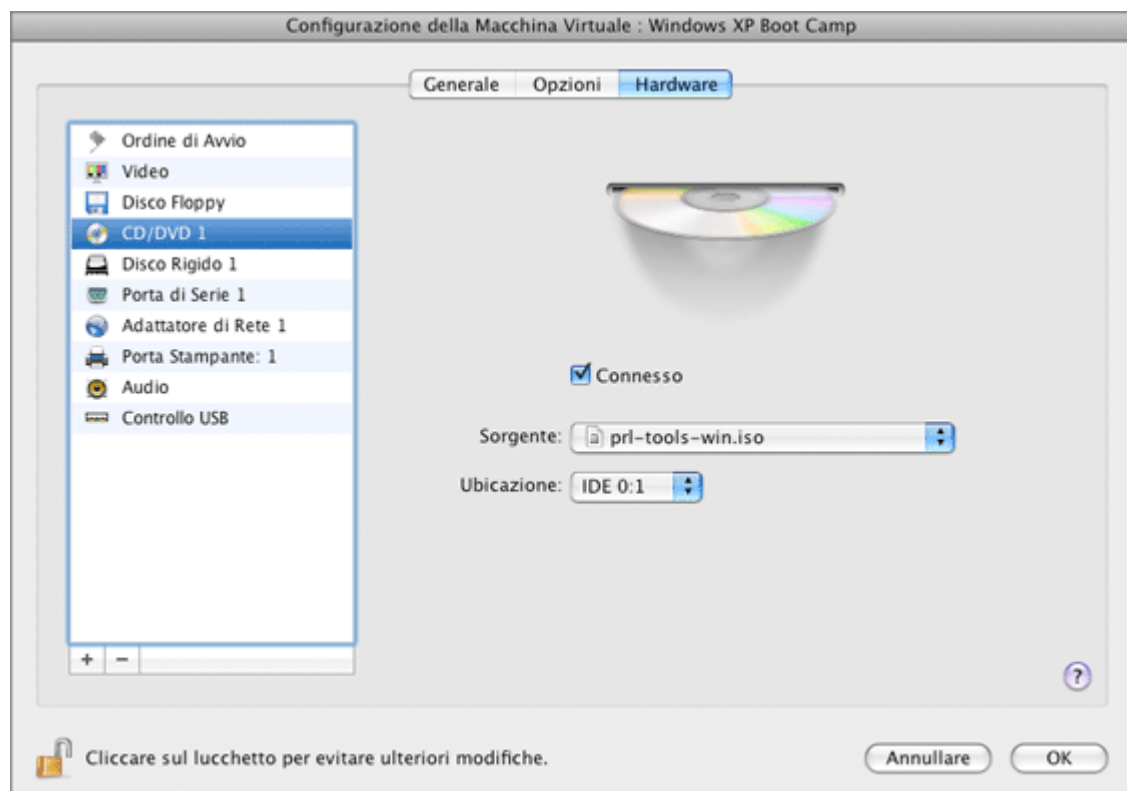 Configurazione della Macchina Virtuale : Windows XP Boot Camp
Generale Opzioni Hardware
Ordine di Avvio
Video
Disco Floppy
CD/DVD 1
Disco Rigido 1
Porta di Serie 1
Adattatore di Rete 1
Porta Stampante: 1
Audio
Controllo USB
Connesso
Sorgente: prl-tools-win.iso
Ubicazione: IDE 0:1
+ −
?
Cliccare sul lucchetto per evitare ulteriori modifiche.
Annullare OK